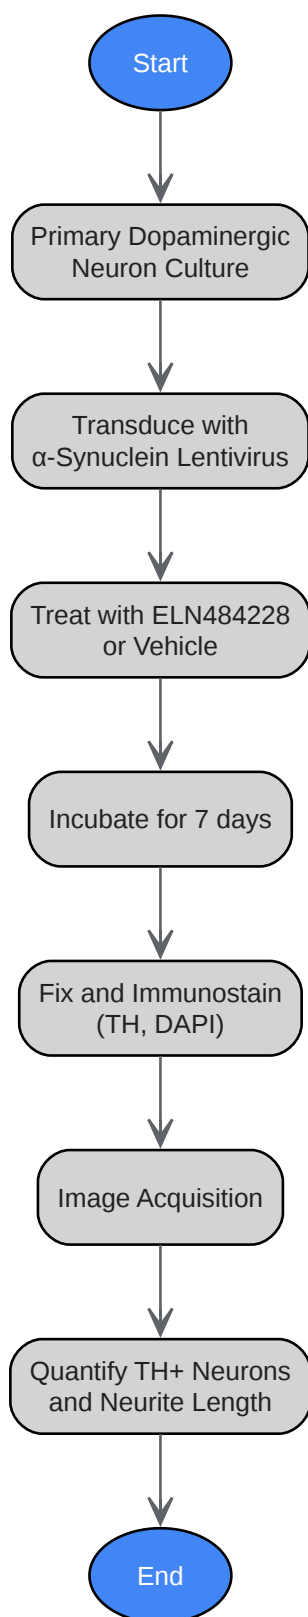 Start
Primary Dopaminergic
Neuron Culture
Transduce with
α-Synuclein Lentivirus
Treat with ELN484228
or Vehicle
Incubate for 7 days
Fix and Immunostain
(TH, DAPI)
Image Acquisition
Quantify TH+ Neurons
and Neurite Length
End